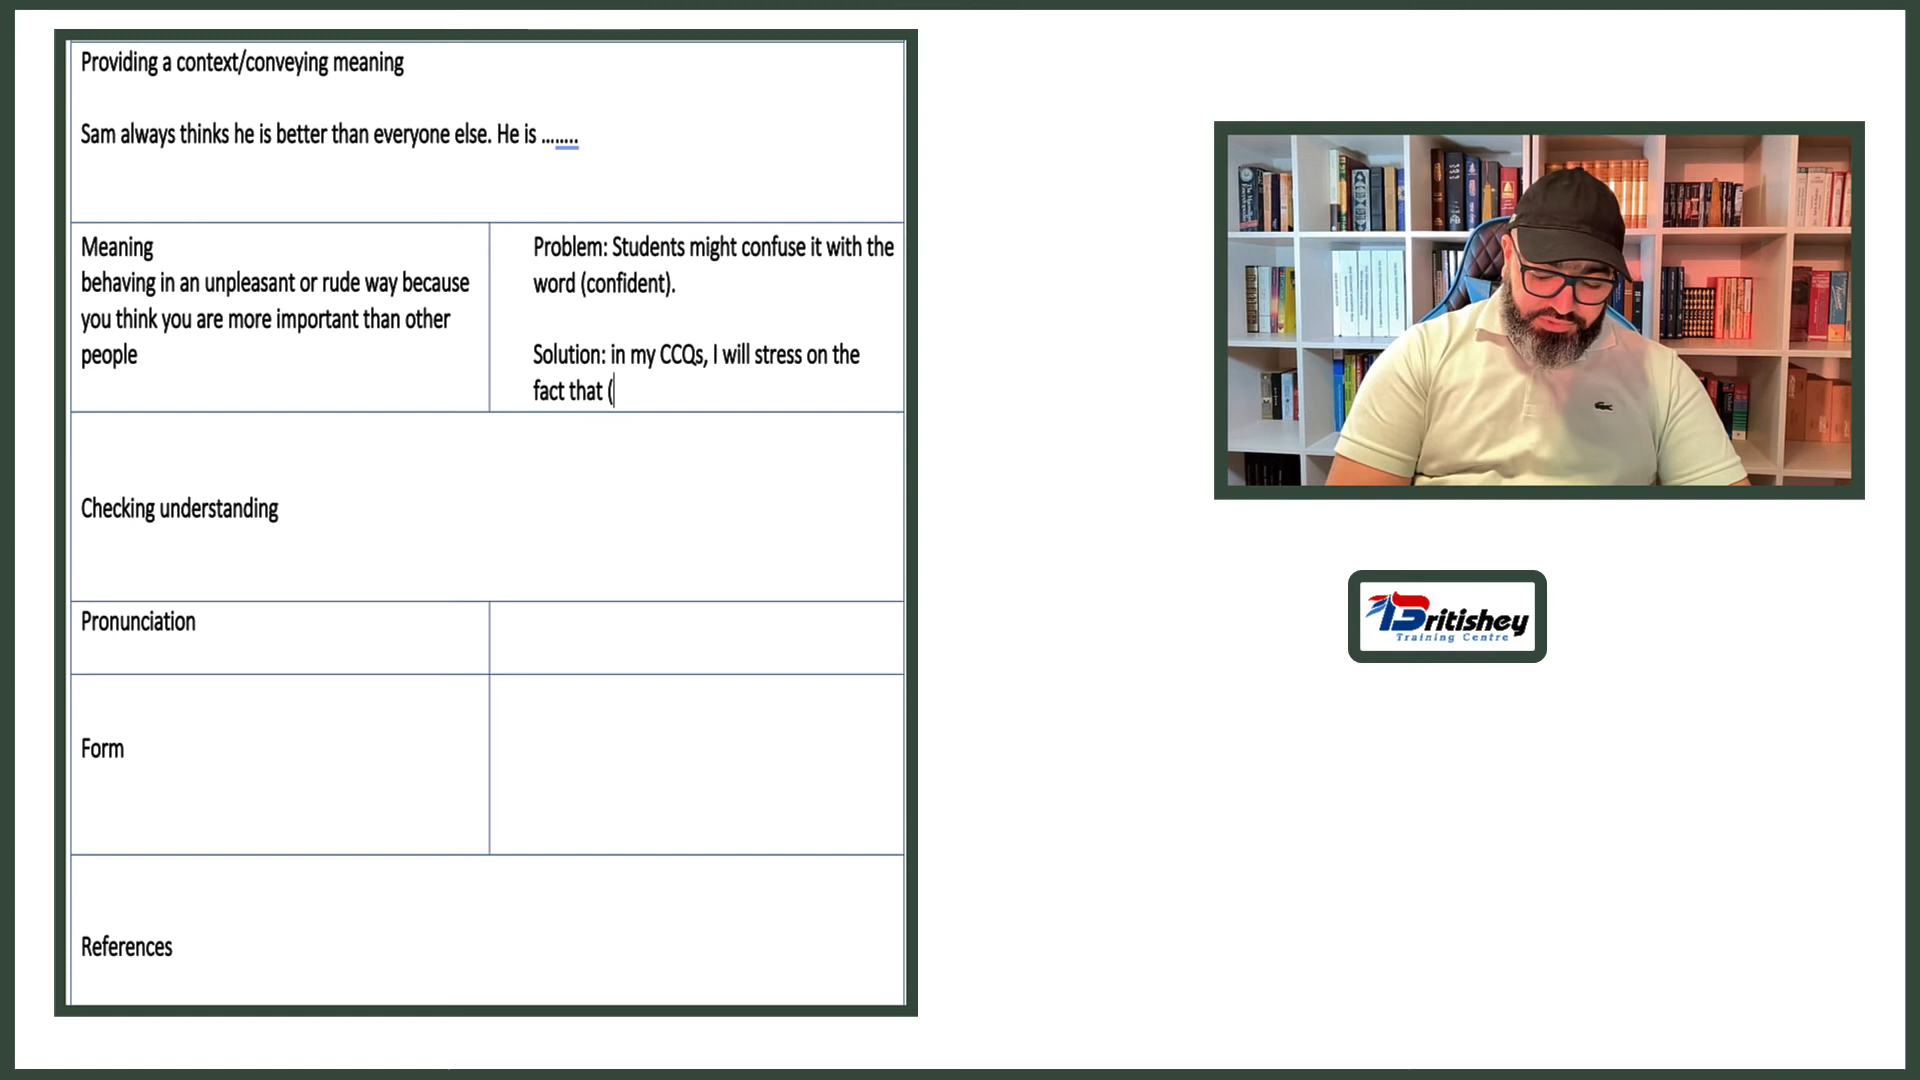 Providing a context/conveying meaning
Sam always thinks he is better than everyone else. He is ........
Meaning
behaving in an unpleasant or rude way because
you think you are more important than other
people
Problem: Students might confuse it with the
word (confident).
Solution: in my CCQs, I will stress on the
fact that (
Checking understanding
Pronunciation
Form
References
Britishey
Training Centre